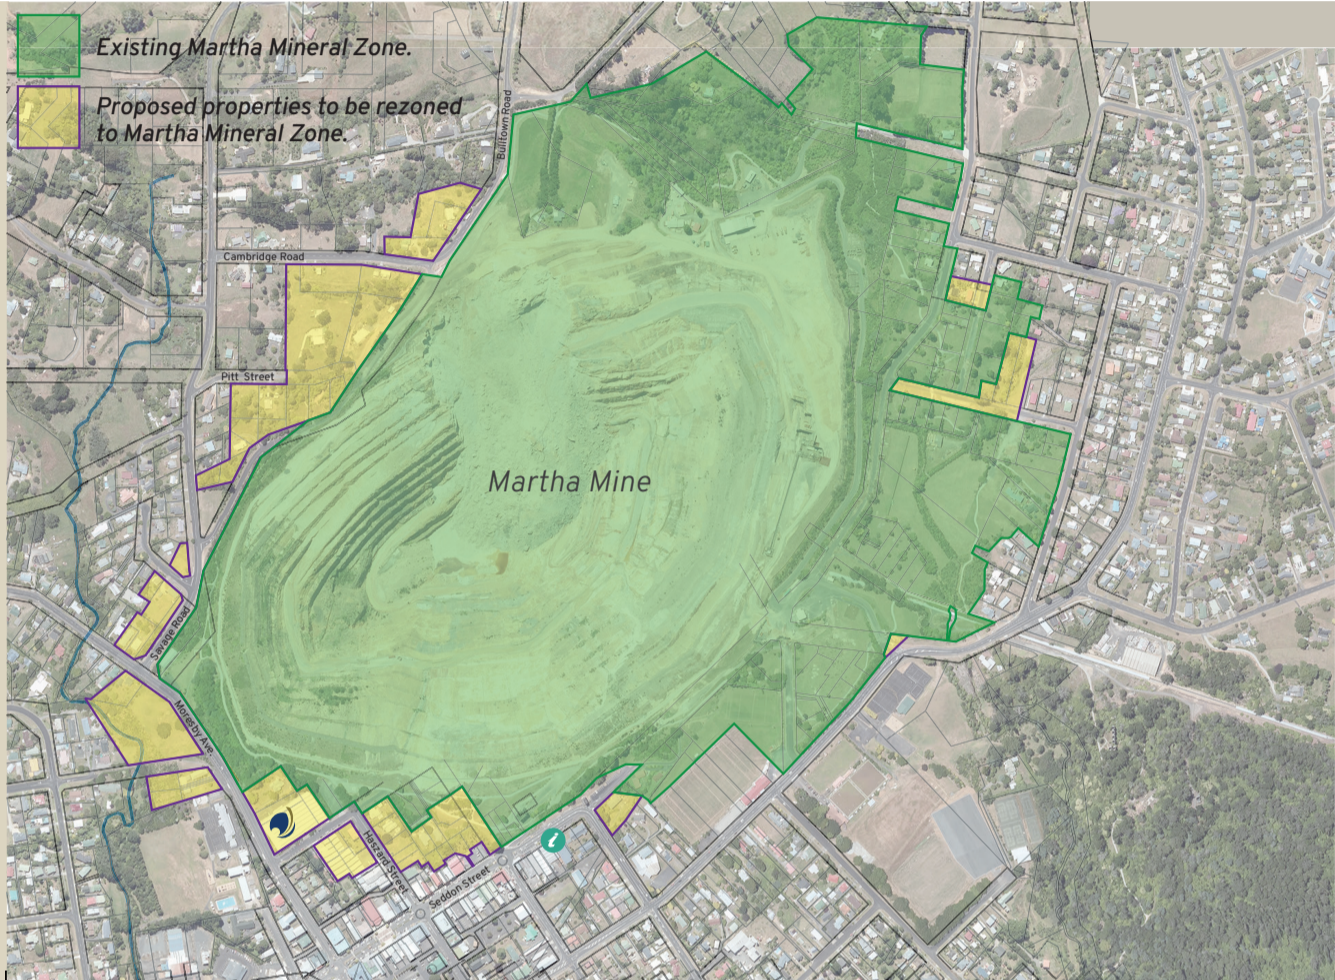 Existing Martha Mineral Zone.
Proposed properties to be rezoned
to Martha Mineral Zone.
Bulltown Road
Cambridge Road
Pitt Street
Martha Mine
Savage Road
Moresby Ave.
Haszard Street
i
Seddon Street